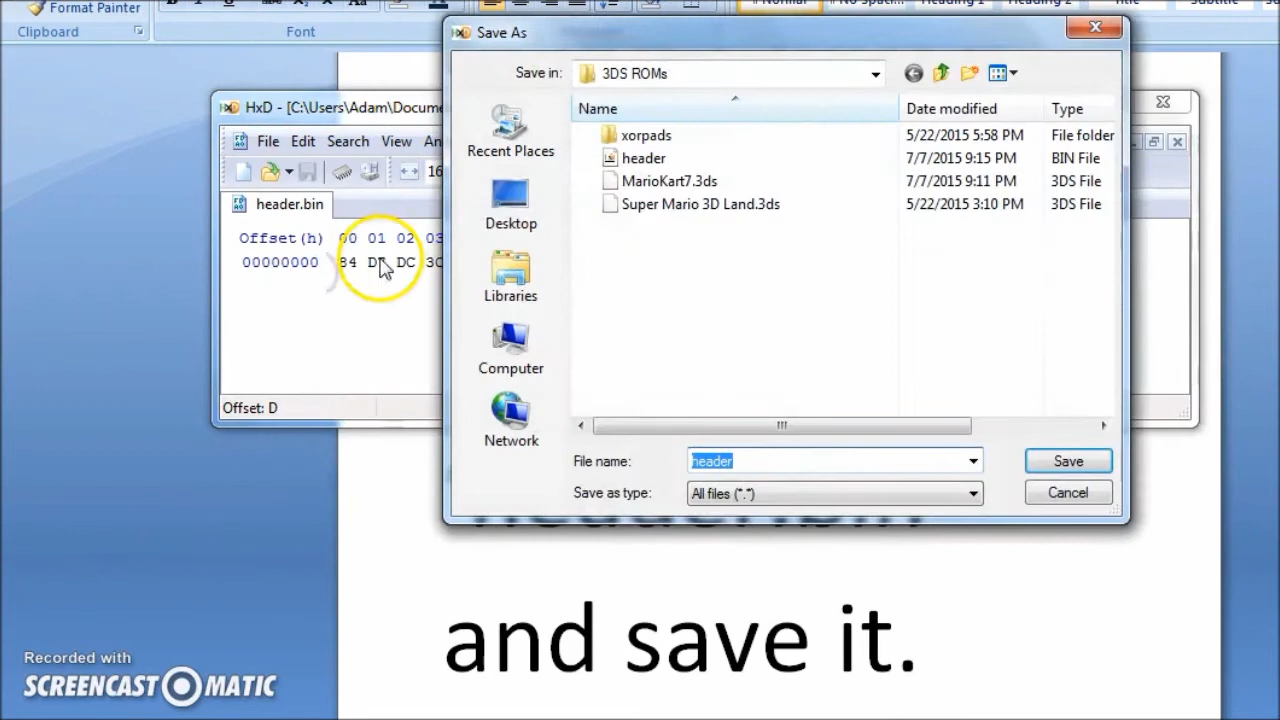 Format Painter
Clipboard
Font
Save As
Save in:
3DS ROMs
Name
Date modified
Type
xorpads
5/22/2015 5:58 PM
File folder
header
7/7/2015 9:15 PM
BIN File
MarioKart7.3ds
7/7/2015 9:11 PM
3DS File
Super Mario 3D Land.3ds
5/22/2015 3:10 PM
3DS File
Recent Places
Desktop
Libraries
Computer
Network
File name:
header
Save
Save as type:
All files (*.*)
Cancel
HxD - [C:\Users\Adam\Docume
File Edit Search View An
16
header.bin
Offset(h) 00 01 02 03
00000000 84 DC 3C
Offset: D
header.bin
and save it.
Recorded with
SCREENCAST-O-MATIC